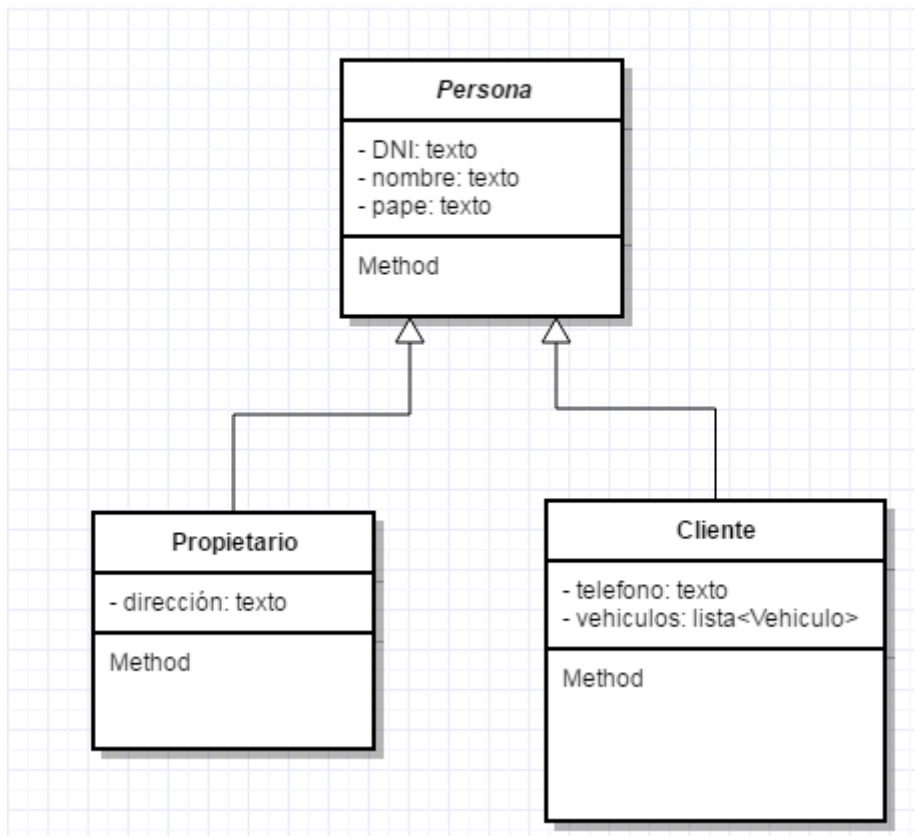 Persona
- DNI: texto
- nombre: texto
- pape: texto
Method
Propietario
- dirección: texto
Method
Cliente
- telefono: texto
- vehiculos: lista<Vehiculo>
Method